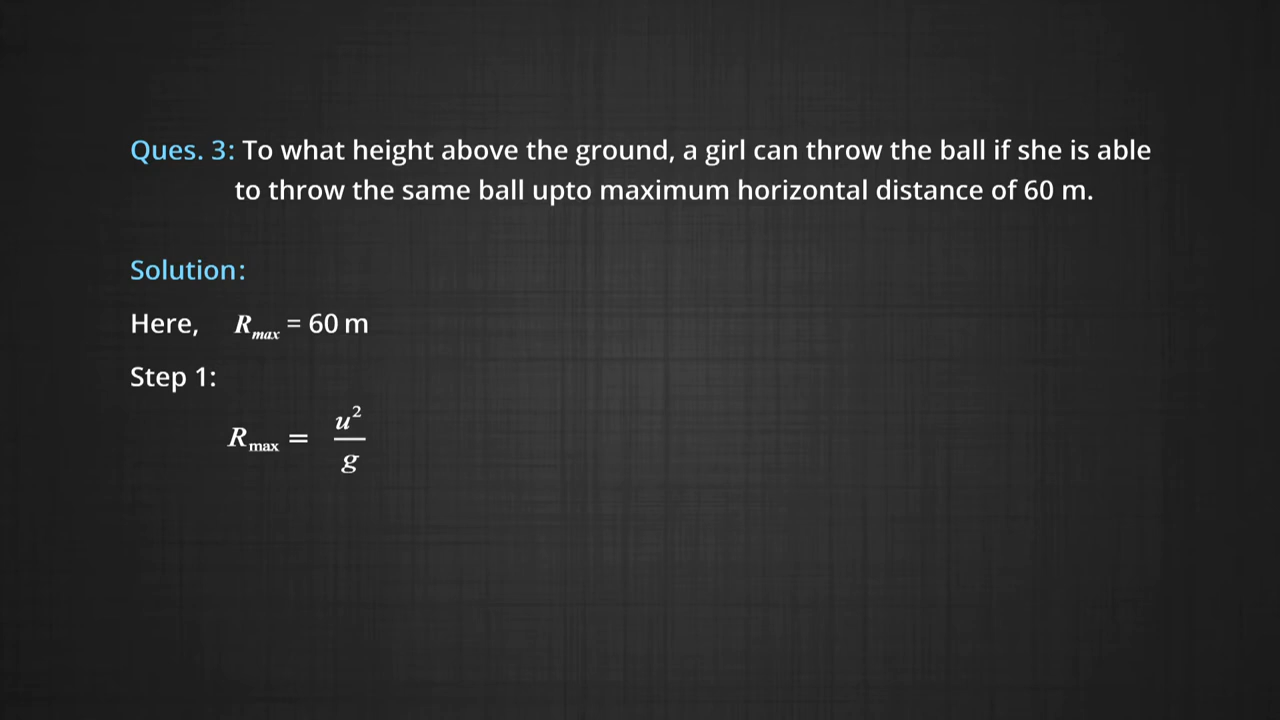 Ques. 3: To what height above the ground, a girl can throw the ball if she is able
to throw the same ball upto maximum horizontal distance of 60 m.
Solution:
Here, R_max = 60 m
Step 1:
R_max = u²/g